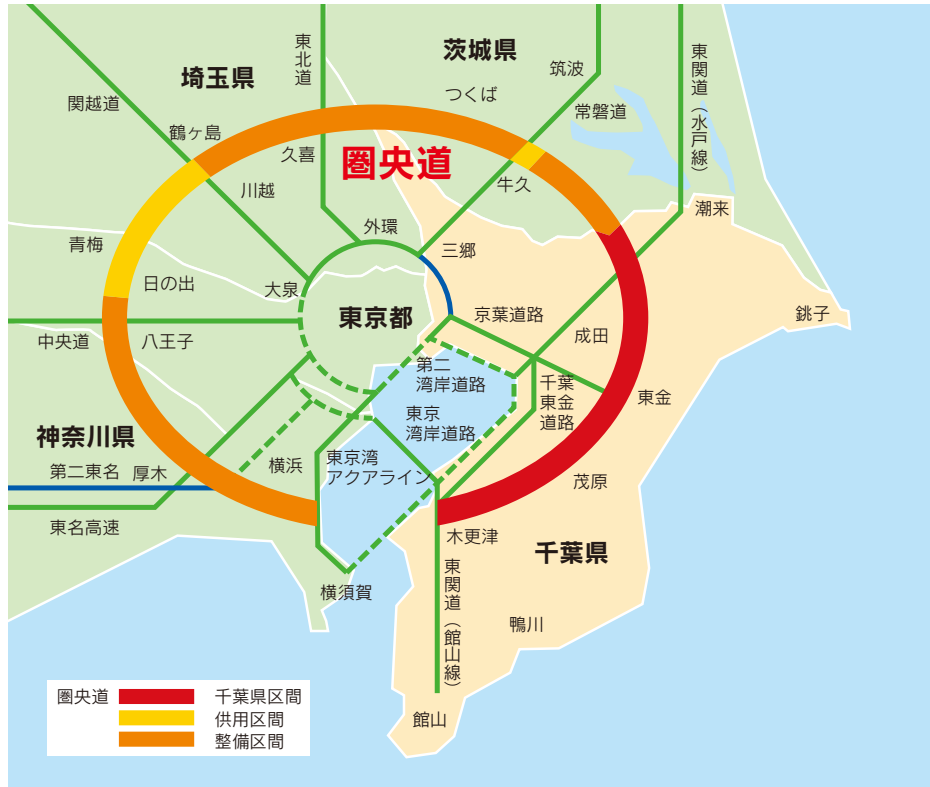 東北道
埼玉県
茨城県
筑波
つくば
関越道
常磐道
東関道(水戸線)
鶴ヶ島
久喜
圏央道
川越
牛久
潮来
外環
三郷
青梅
日の出
大泉
東京都
京葉道路
銚子
成田
中央道
八王子
第二
湾岸道路
千葉
東金
道路
東金
東京
湾岸道路
神奈川県
第二東名
厚木
横浜
東京湾
アクアライン
茂原
東名高速
木更津
千葉県
東関道(館山線)
横須賀
鴨川
館山
圏央道
千葉県区間
供用区間
整備区間